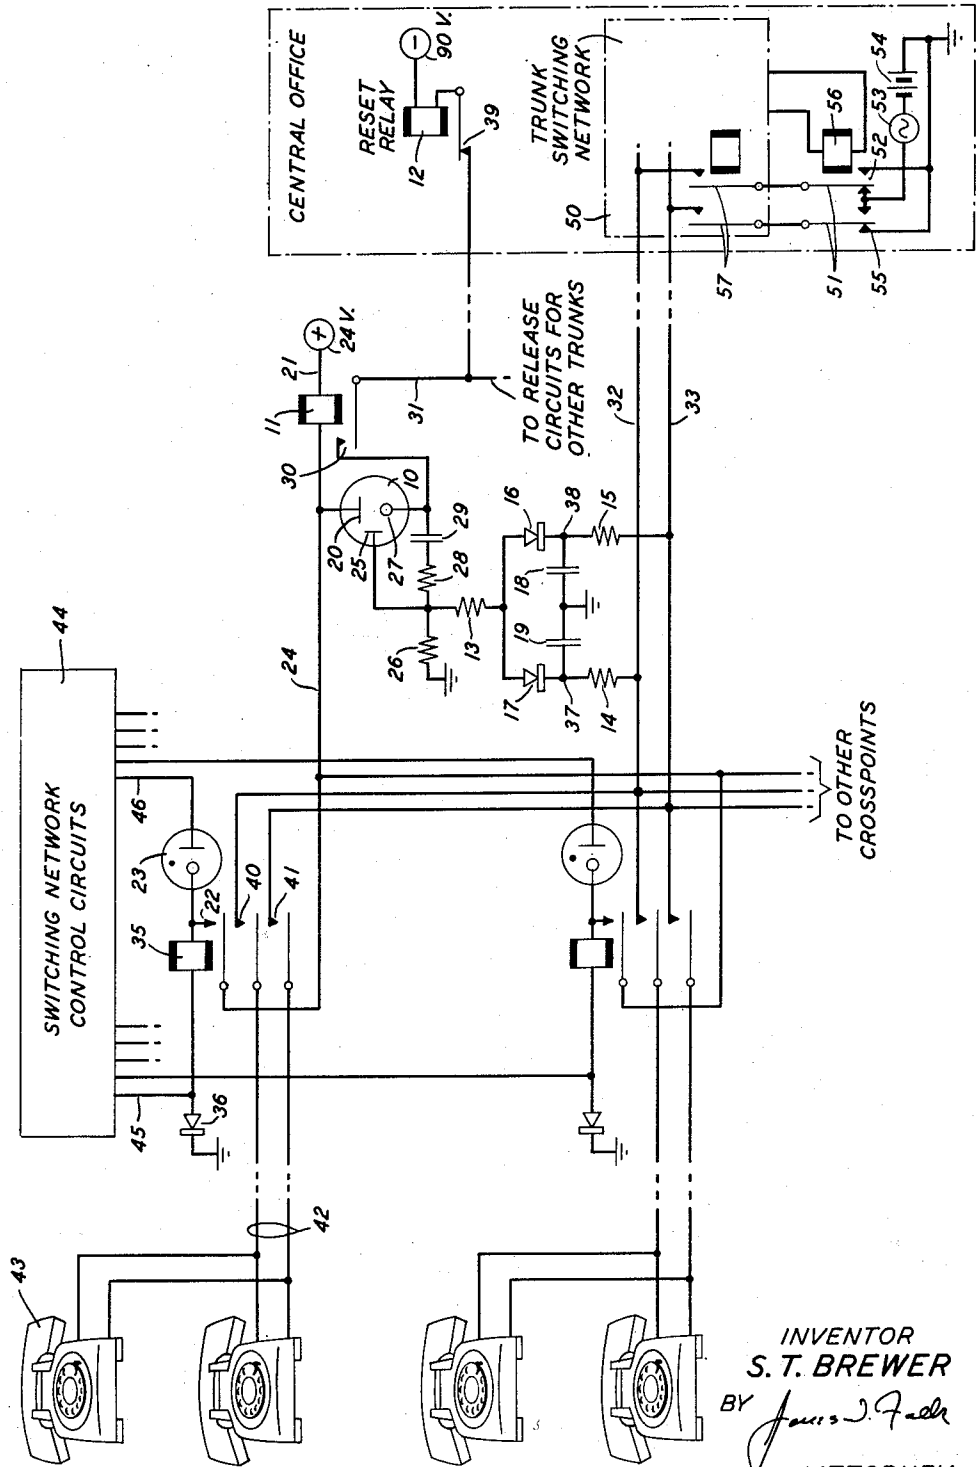 CENTRAL OFFICE
RESET
RELAY
12
90 V.
39
TRUNK
SWITCHING
NETWORK
50
54
53
56
52
57
51
55
21
24 V.
11
30
31
TO RELEASE
CIRCUITS FOR
OTHER TRUNKS
32
33
20
25
10
27
29
28
26
13
16
38
15
18
19
17
37
14
24
44
SWITCHING NETWORK
CONTROL CIRCUITS
46
23
22
35
40
41
45
36
42
43
TO OTHER
CROSSPOINTS
INVENTOR
S. T. BREWER
BY